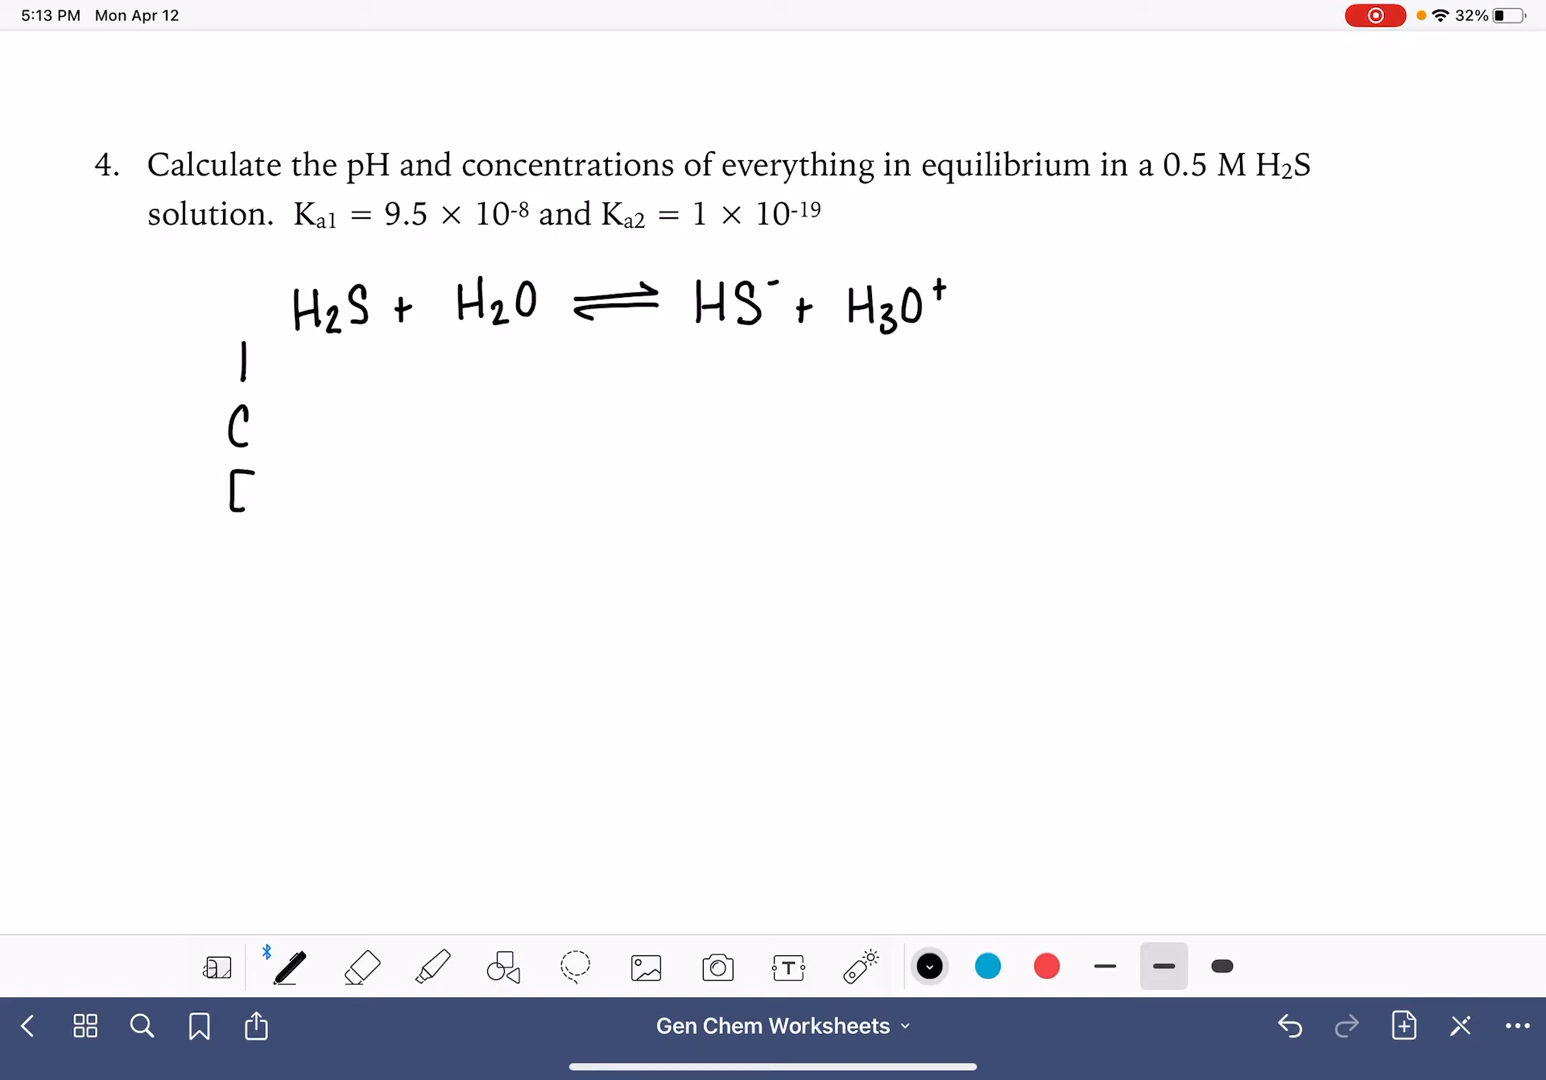 5:13 PM Mon Apr 12
32%
4. Calculate the pH and concentrations of everything in equilibrium in a 0.5 M H₂S
solution. Kₐ₁ = 9.5 × 10⁻⁸ and Kₐ₂ = 1 × 10⁻¹⁹
H₂S + H₂O ⇌ HS⁻ + H₃O⁺
I
C
E
a
T
Gen Chem Worksheets